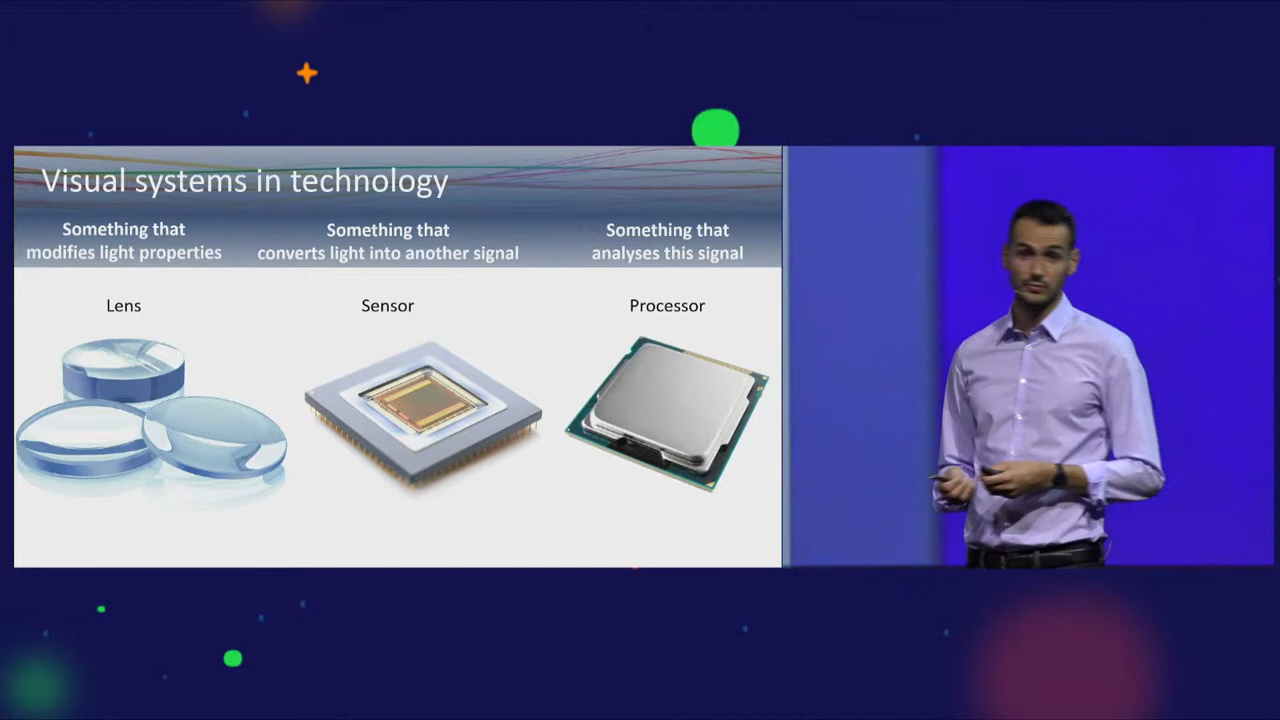 Visual systems in technology
Something that
modifies light properties
Something that
converts light into another signal
Something that
analyses this signal
Lens
Sensor
Processor